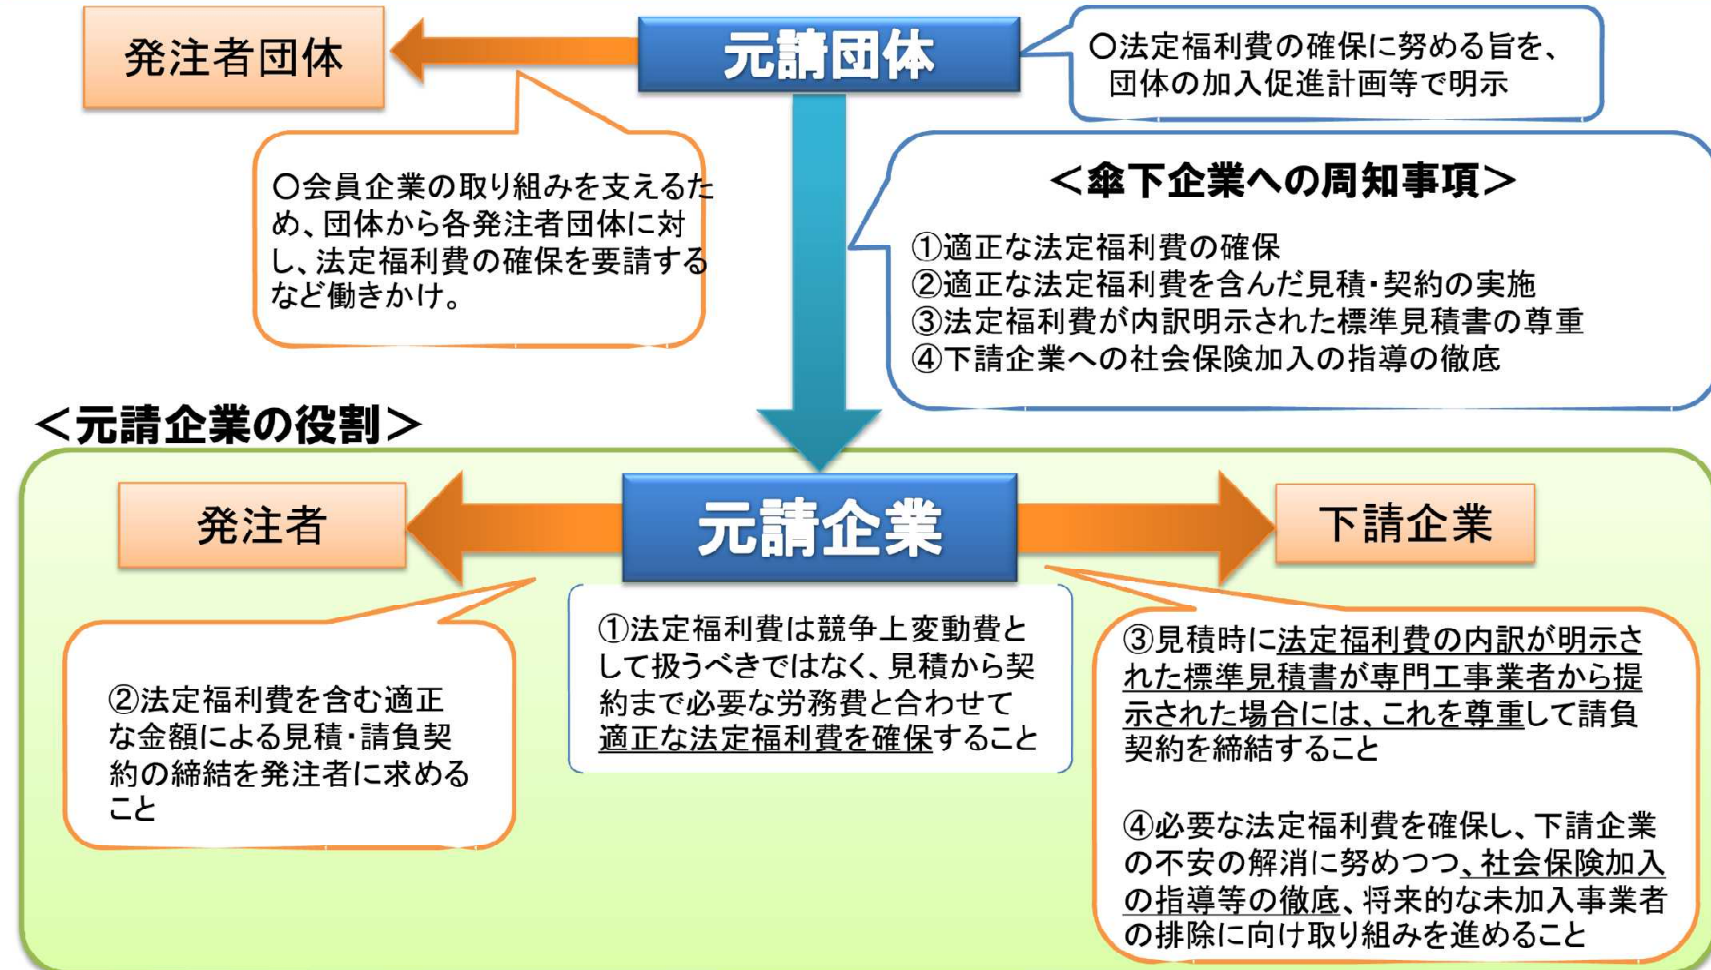 発注者団体
元請団体
〇法定福利費の確保に努める旨を、
団体の加入促進計画等で明示
〇会員企業の取り組みを支えるた
め、団体から各発注者団体に対
し、法定福利費の確保を要請する
など働きかけ。
＜傘下企業への周知事項＞
①適正な法定福利費の確保
②適正な法定福利費を含んだ見積・契約の実施
③法定福利費が内訳明示された標準見積書の尊重
④下請企業への社会保険加入の指導の徹底
＜元請企業の役割＞
発注者
元請企業
下請企業
②法定福利費を含む適正
な金額による見積・請負契
約の締結を発注者に求める
こと
①法定福利費は競争上変動費と
して扱うべきではなく、見積から契
約まで必要な労務費と合わせて
適正な法定福利費を確保すること
③見積時に法定福利費の内訳が明示さ
れた標準見積書が専門工事業者から提
示された場合には、これを尊重して請負
契約を締結すること
④必要な法定福利費を確保し、下請企業
の不安の解消に努めつつ、社会保険加入
の指導等の徹底、将来的な未加入事業者
の排除に向け取り組みを進めること